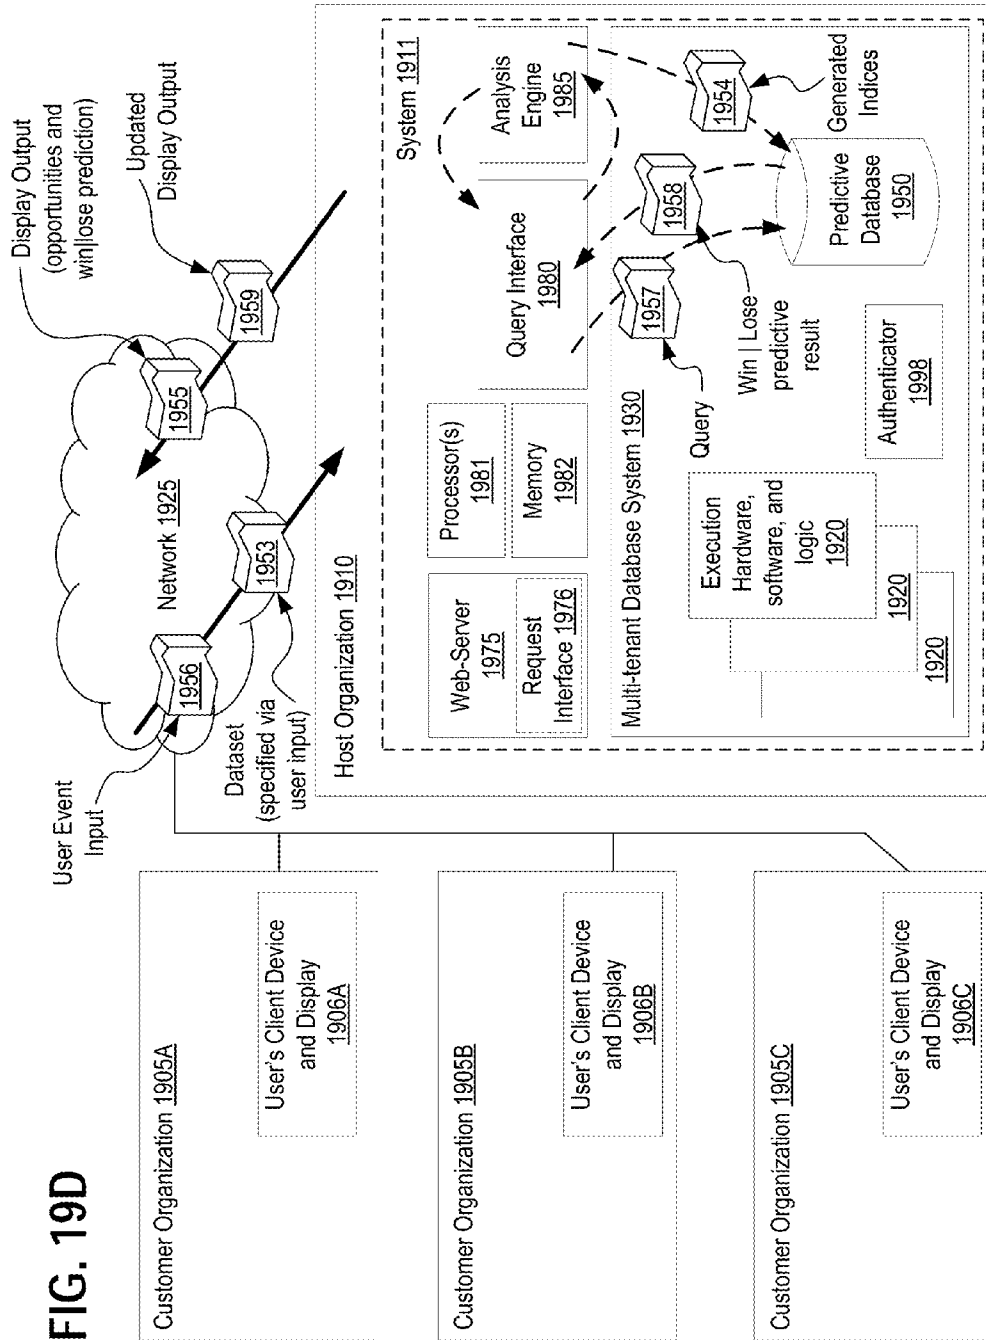 FIG. 19D
Customer Organization 1905A
User's Client Device
and Display
1906A
Customer Organization 1905B
User's Client Device
and Display
1906B
Customer Organization 1905C
User's Client Device
and Display
1906C
User Event
Input
1956
Network 1925
1955
Display Output
(opportunities and
win|lose prediction)
1953
Dataset
(specified via
user input)
1959
Updated
Display Output
Host Organization 1910
System 1911
Web-Server
1975
Request
Interface 1976
Processor(s)
1981
Memory
1982
Query Interface
1980
Analysis
Engine
1985
Multi-tenant Database System 1930
Execution
Hardware,
software, and
logic
1920
1920
1920
Query
1957
Win | Lose
predictive
result
1958
1954
Generated
Indices
Authenticator
1998
Predictive
Database
1950